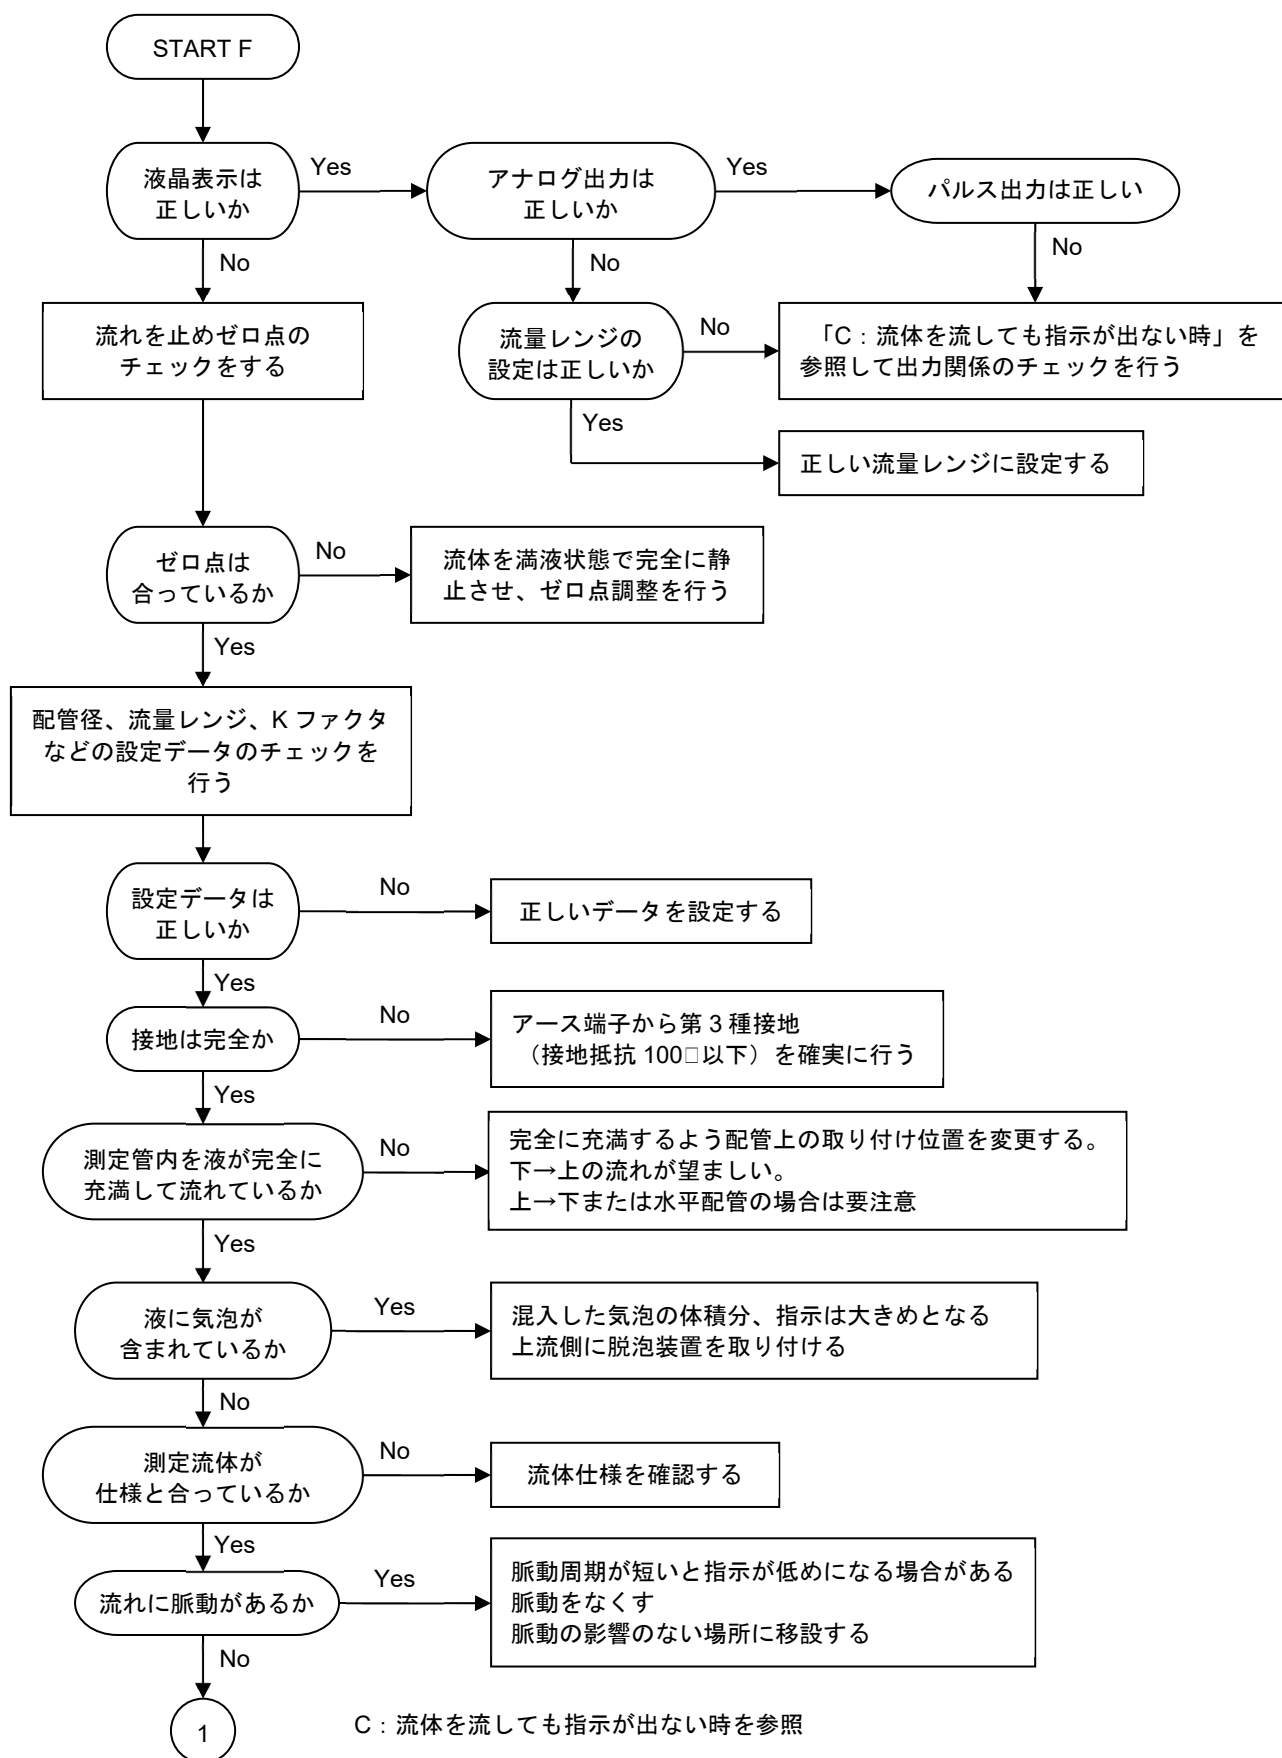 START F
液晶表示は
正しいか
Yes
アナログ出力は
正しいか
Yes
パルス出力は正しい
No
No
No
流れを止めゼロ点の
チェックをする
流量レンジの
設定は正しいか
No
「C：流体を流しても指示が出ない時」を
参照して出力関係のチェックを行う
Yes
正しい流量レンジに設定する
ゼロ点は
合っているか
No
流体を満液状態で完全に静
止させ、ゼロ点調整を行う
Yes
配管径、流量レンジ、K ファクタ
などの設定データのチェックを
行う
設定データは
正しいか
No
正しいデータを設定する
Yes
接地は完全か
No
アース端子から第 3 種接地
（接地抵抗 100□以下）を確実に行う
Yes
測定管内を液が完全に
充満して流れているか
No
完全に充満するよう配管上の取り付け位置を変更する。
下→上の流れが望ましい。
上→下または水平配管の場合は要注意
Yes
液に気泡が
含まれているか
Yes
混入した気泡の体積分、指示は大きめとなる
上流側に脱泡装置を取り付ける
No
測定流体が
仕様と合っているか
No
流体仕様を確認する
Yes
流れに脈動があるか
Yes
脈動周期が短いと指示が低めになる場合がある
脈動をなくす
脈動の影響のない場所に移設する
No
1
C：流体を流しても指示が出ない時を参照